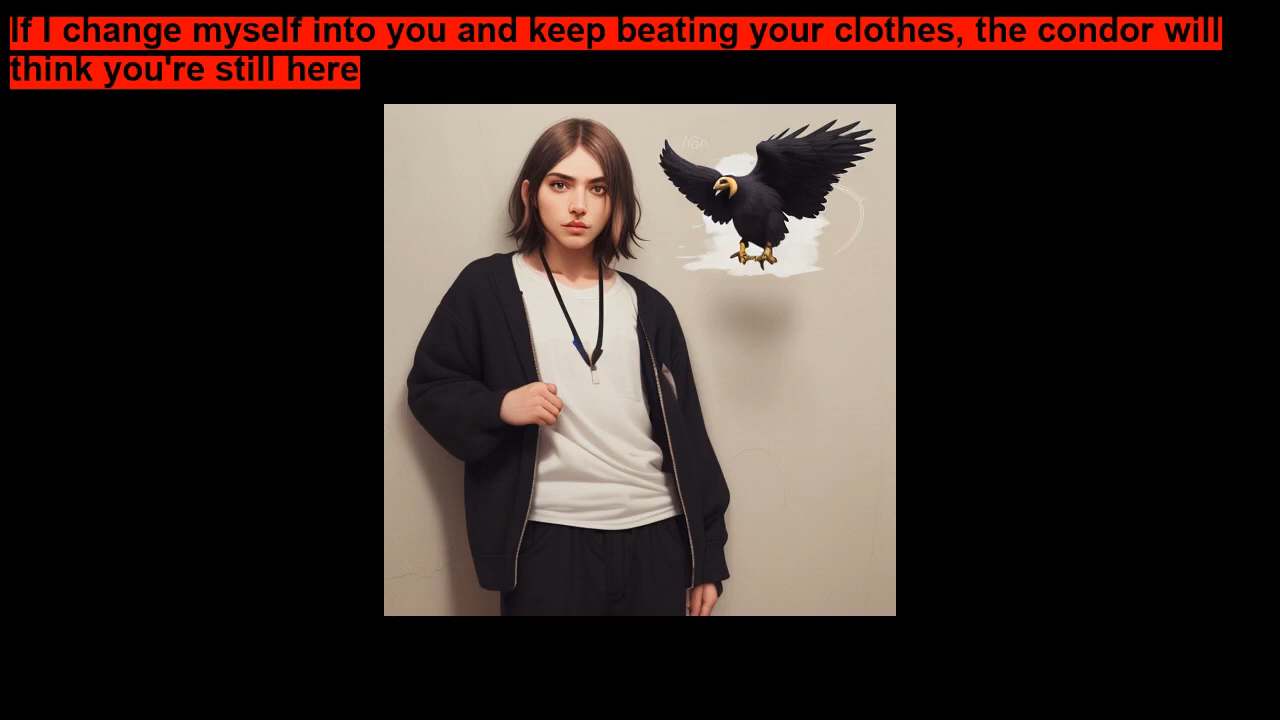 If I change myself into you and keep beating your clothes, the condor will
think you're still here